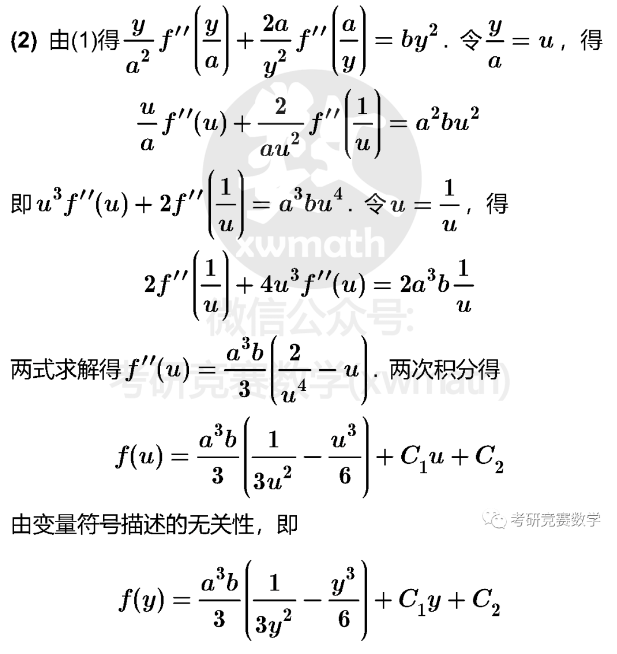 (2) 由(1)得 $\frac{y}{a^2} f''\left(\frac{y}{a}\right) + \frac{2a}{y^2} f''\left(\frac{a}{y}\right) = by^2$. 令 $\frac{y}{a} = u$, 得
$\frac{u}{a} f''(u) + \frac{2}{au^2} f''\left(\frac{1}{u}\right) = a^2bu^2$
即 $u^3 f''(u) + 2f''\left(\frac{1}{u}\right) = a^3bu^4$. 令 $u = \frac{1}{u}$, 得
xwmath
$2f''\left(\frac{1}{u}\right) + 4u^3 f''(u) = 2a^3b\frac{1}{u}$
微信公众号:
两式求解得 $f''(u) = \frac{a^3b}{3}\left(\frac{2}{u^4} - u\right)$. 两次积分得
考研竞赛数学(xwmath)
$f(u) = \frac{a^3b}{3}\left(\frac{1}{3u^2} - \frac{u^3}{6}\right) + C_1u + C_2$
由变量符号描述的无关性，即
考研竞赛数学
$f(y) = \frac{a^3b}{3}\left(\frac{1}{3y^2} - \frac{y^3}{6}\right) + C_1y + C_2$